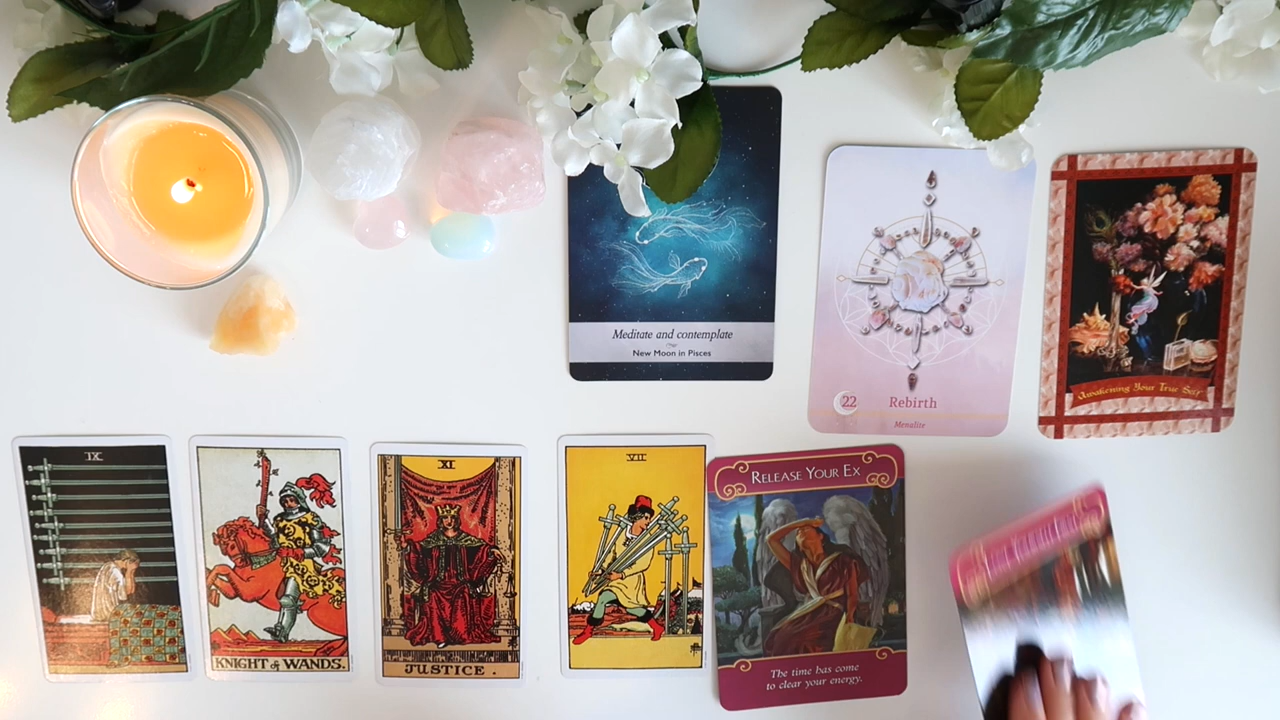 Meditate and contemplate
New Moon in Pisces
22 Rebirth
Menalite
Awakening Your True Self
IX
KNIGHT of WANDS.
XI
JUSTICE .
VII
RELEASE YOUR EX
The time has come
to clear your energy.